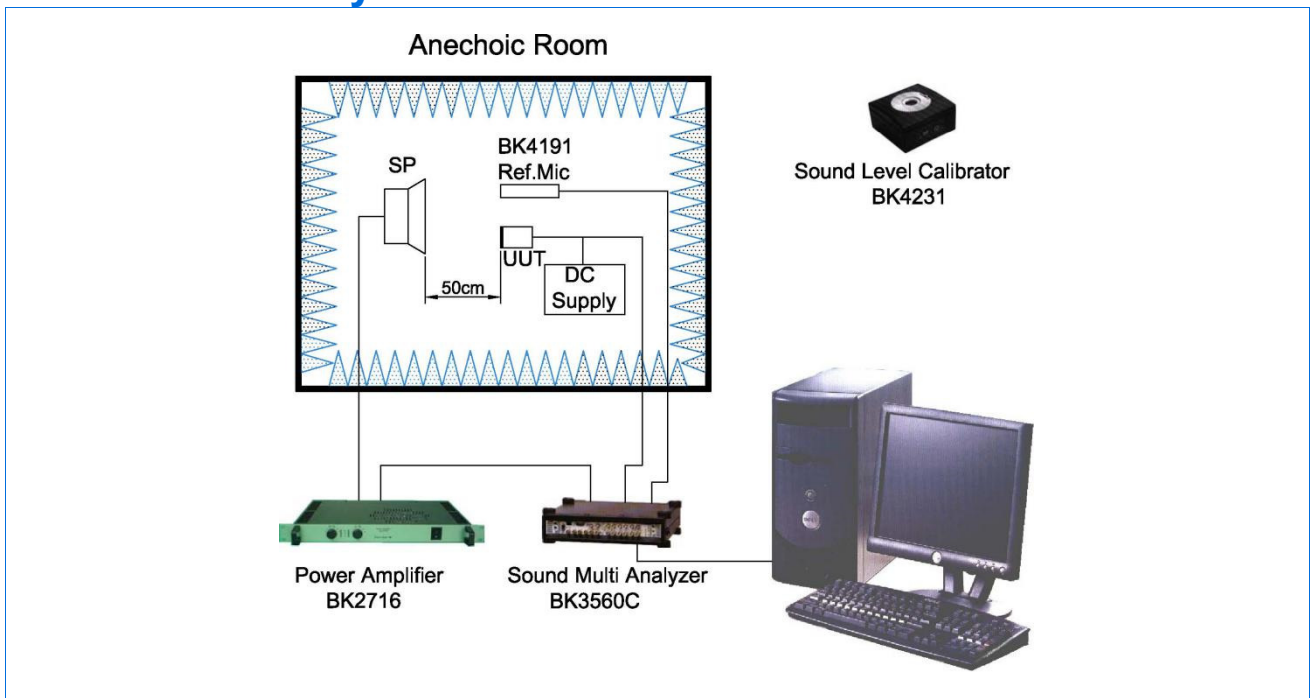 Anechoic Room
BK4191
Ref.Mic
SP
UUT
50cm
DC
Supply
Sound Level Calibrator
BK4231
Power Amplifier
BK2716
Sound Multi Analyzer
BK3560C